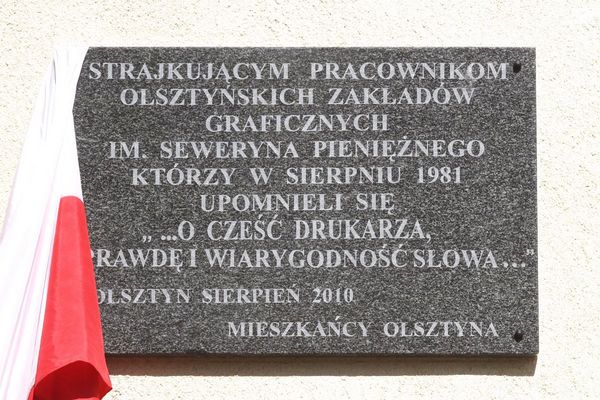 STRAJKUJĄCYM PRACOWNIKOM
OLSZTYŃSKICH ZAKŁADÓW
GRAFICZNYCH
IM. SEWERYNA PIENIĘŻNEGO
KTÓRZY W SIERPNIU 1981
UPOMNIELI SIĘ
„ ...O CZEŚĆ DRUKARZA,
PRAWDĘ I WIARYGODNOŚĆ SŁOWA ..."
OLSZTYN SIERPIEŃ 2010
MIESZKAŃCY OLSZTYNA